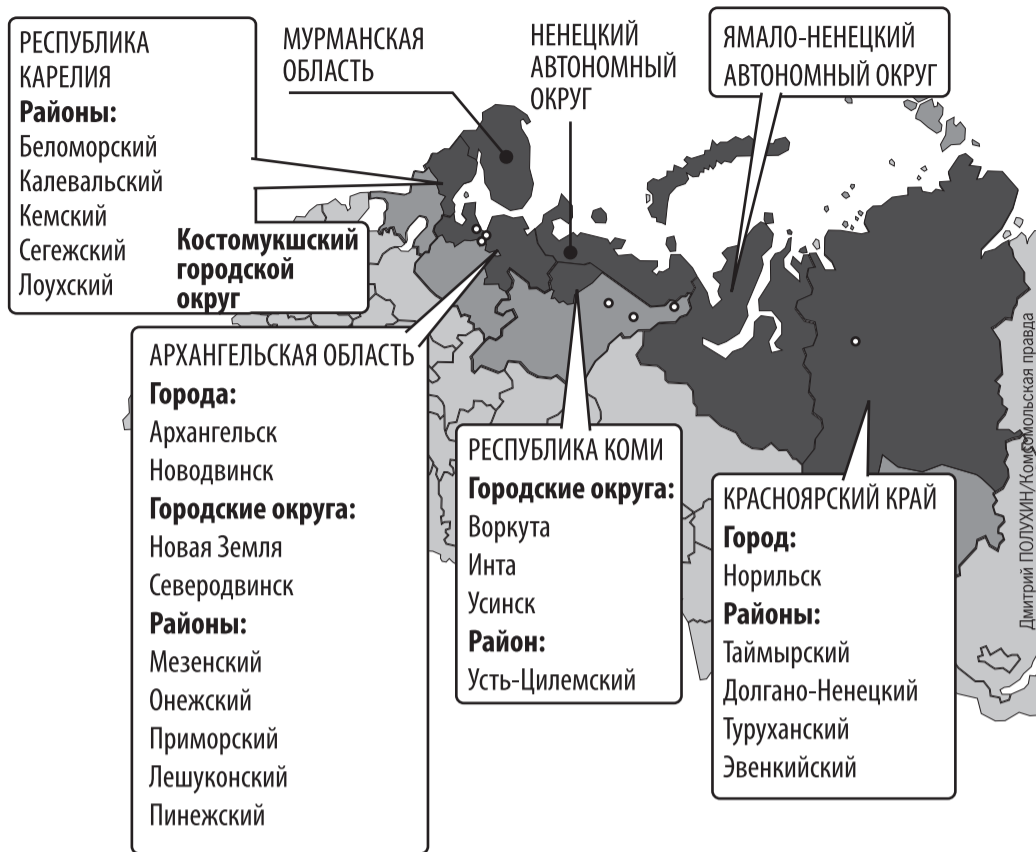 РЕСПУБЛИКА
КАРЕЛИЯ
Районы:
Беломорский
Калевальский
Кемский
Сегежский
Лоухский
Костомукшский
городской
округ
МУРМАНСКАЯ
ОБЛАСТЬ
НЕНЕЦКИЙ
АВТОНОМНЫЙ
ОКРУГ
ЯМАЛО-НЕНЕЦКИЙ
АВТОНОМНЫЙ ОКРУГ
АРХАНГЕЛЬСКАЯ ОБЛАСТЬ
Города:
Архангельск
Новодвинск
Городские округа:
Новая Земля
Северодвинск
Районы:
Мезенский
Онежский
Приморский
Лешуконский
Пинежский
РЕСПУБЛИКА КОМИ
Городские округа:
Воркута
Инта
Усинск
Район:
Усть-Цилемский
КРАСНОЯРСКИЙ КРАЙ
Город:
Норильск
Районы:
Таймырский
Долгано-Ненецкий
Туруханский
Эвенкийский
Дмитрий ПОЛУХИН/Комсомольская правда